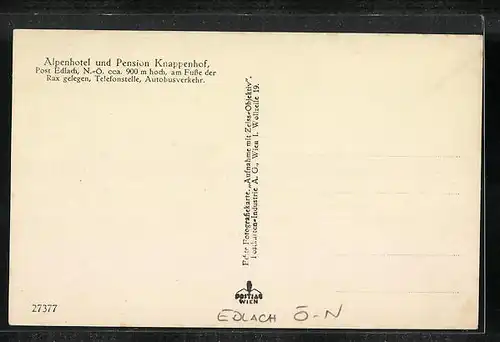 Alpenhotel und Pension Knappenhof,
Post Edlach, N.-Ö. cca. 900 m hoch, am Fuße der
Rax gelegen, Telefonstelle, Autobusverkehr.
Echte Fotografiekarte, „Aufnahme mit Zeiss-Objektiv".
Postkarten-Industrie A. G., Wien I. Wollzeile 19.
POSTIAG
WIEN
27377
EDLACH Ö-N